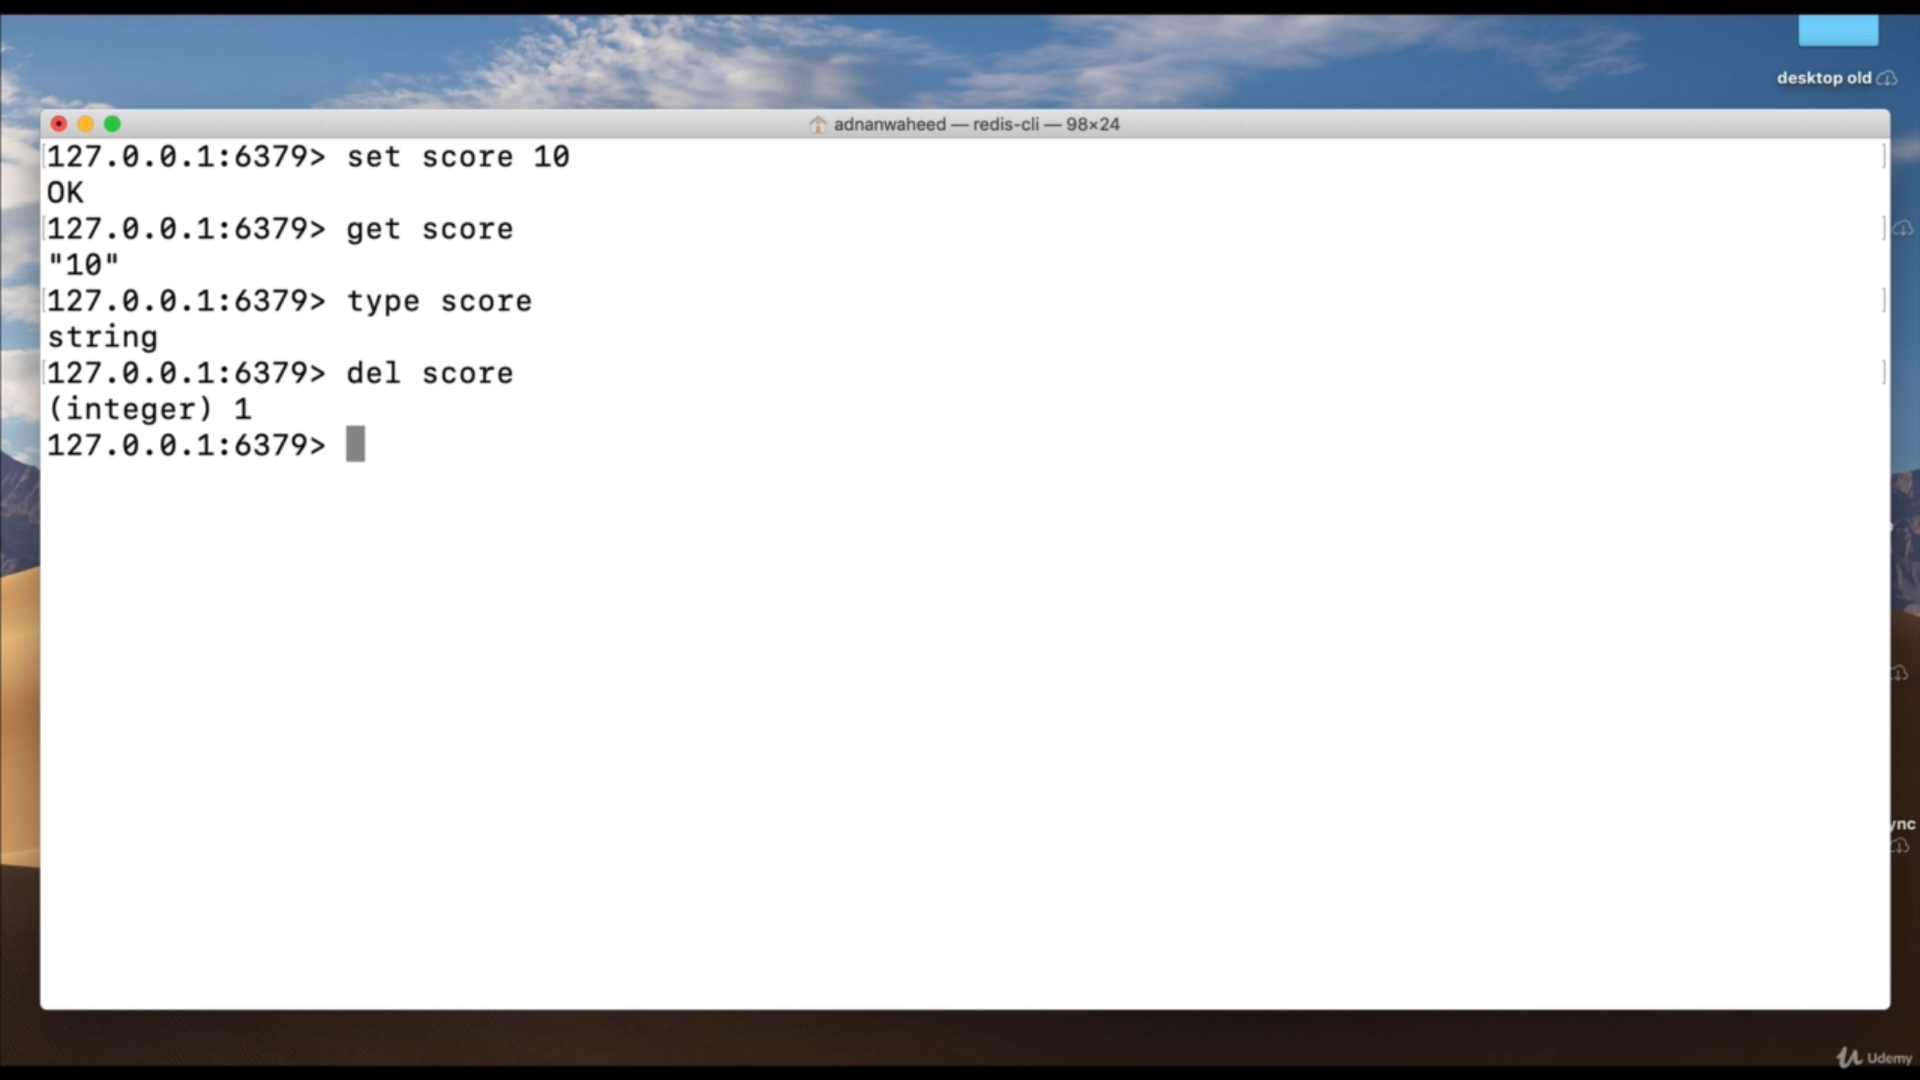 desktop old
adnanwaheed — redis-cli — 98×24
127.0.0.1:6379> set score 10
OK
127.0.0.1:6379> get score
"10"
127.0.0.1:6379> type score
string
127.0.0.1:6379> del score
(integer) 1
127.0.0.1:6379>
ync
Udemy